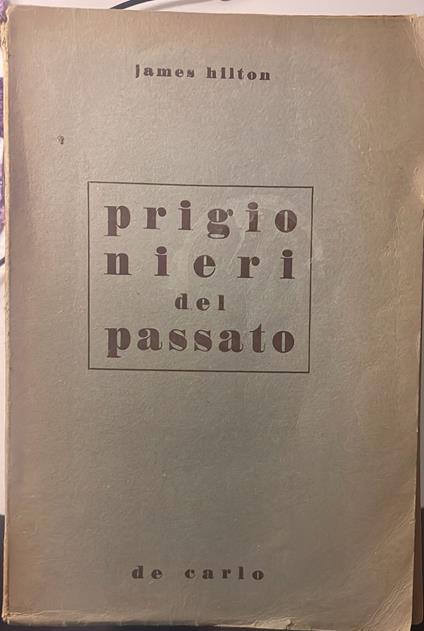 james hilton
prigio
nieri
del
passato
de carlo